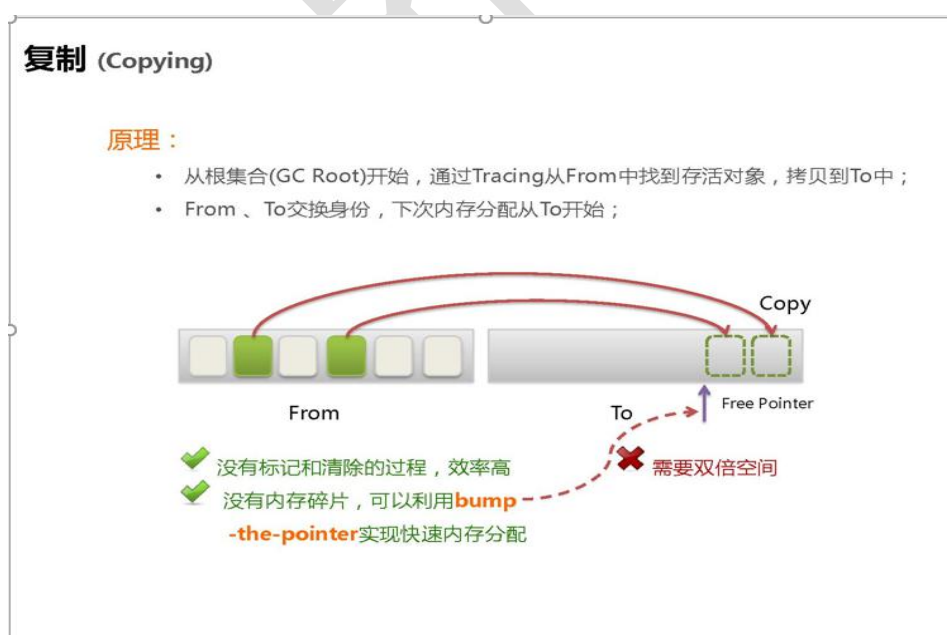 复制 (Copying)
原理：
• 从根集合(GC Root)开始，通过Tracing从From中找到存活对象，拷贝到To中；
• From 、To交换身份，下次内存分配从To开始；
Copy
From
To
Free Pointer
没有标记和清除的过程，效率高
需要双倍空间
没有内存碎片，可以利用bump
-the-pointer实现快速内存分配